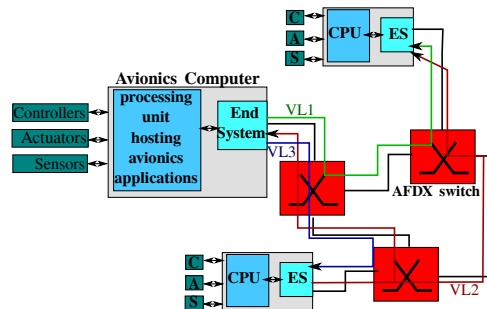 C
A
S
CPU
ES
Avionics Computer
Controllers
Actuators
Sensors
processing
unit
hosting
avionics
applications
End
System
VL1
VL3
AFDX switch
C
A
S
CPU
ES
VL2